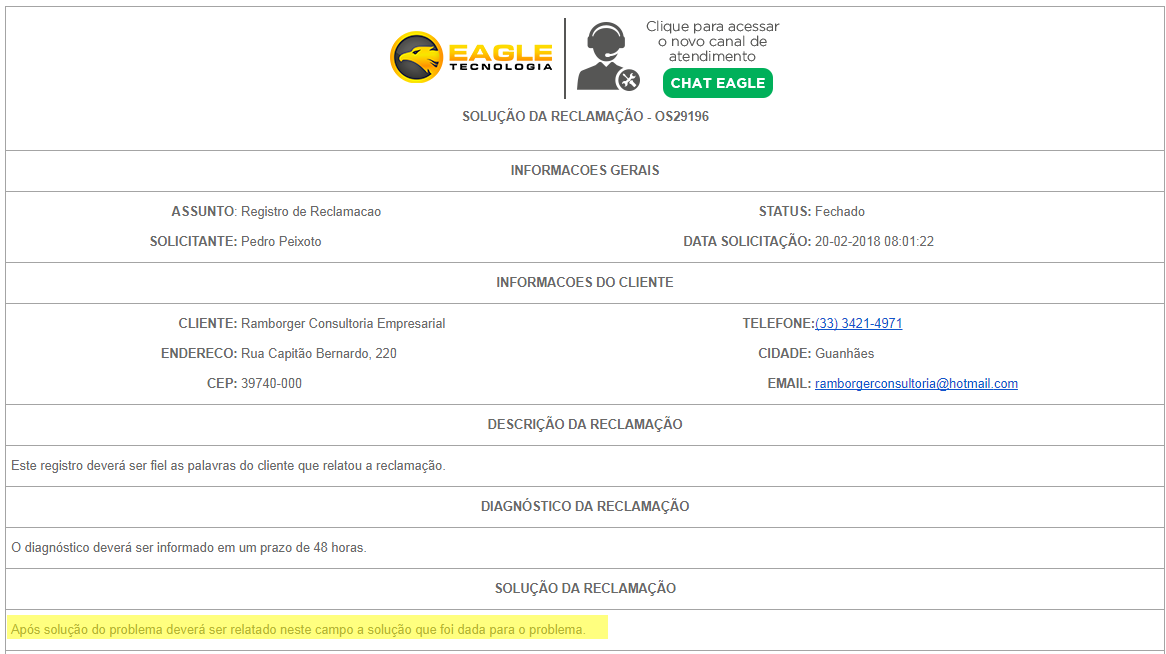 EAGLE
TECNOLOGIA
Clique para acessar
o novo canal de
atendimento
CHAT EAGLE
SOLUÇÃO DA RECLAMAÇÃO - OS29196
INFORMACOES GERAIS
ASSUNTO: Registro de Reclamacao
STATUS: Fechado
SOLICITANTE: Pedro Peixoto
DATA SOLICITAÇÃO: 20-02-2018 08:01:22
INFORMACOES DO CLIENTE
CLIENTE: Ramborger Consultoria Empresarial
TELEFONE:(33) 3421-4971
ENDERECO: Rua Capitão Bernardo, 220
CIDADE: Guanhães
CEP: 39740-000
EMAIL: ramborgerconsultoria@hotmail.com
DESCRIÇÃO DA RECLAMAÇÃO
Este registro deverá ser fiel as palavras do cliente que relatou a reclamação.
DIAGNÓSTICO DA RECLAMAÇÃO
O diagnóstico deverá ser informado em um prazo de 48 horas.
SOLUÇÃO DA RECLAMAÇÃO
Após solução do problema deverá ser relatado neste campo a solução que foi dada para o problema.